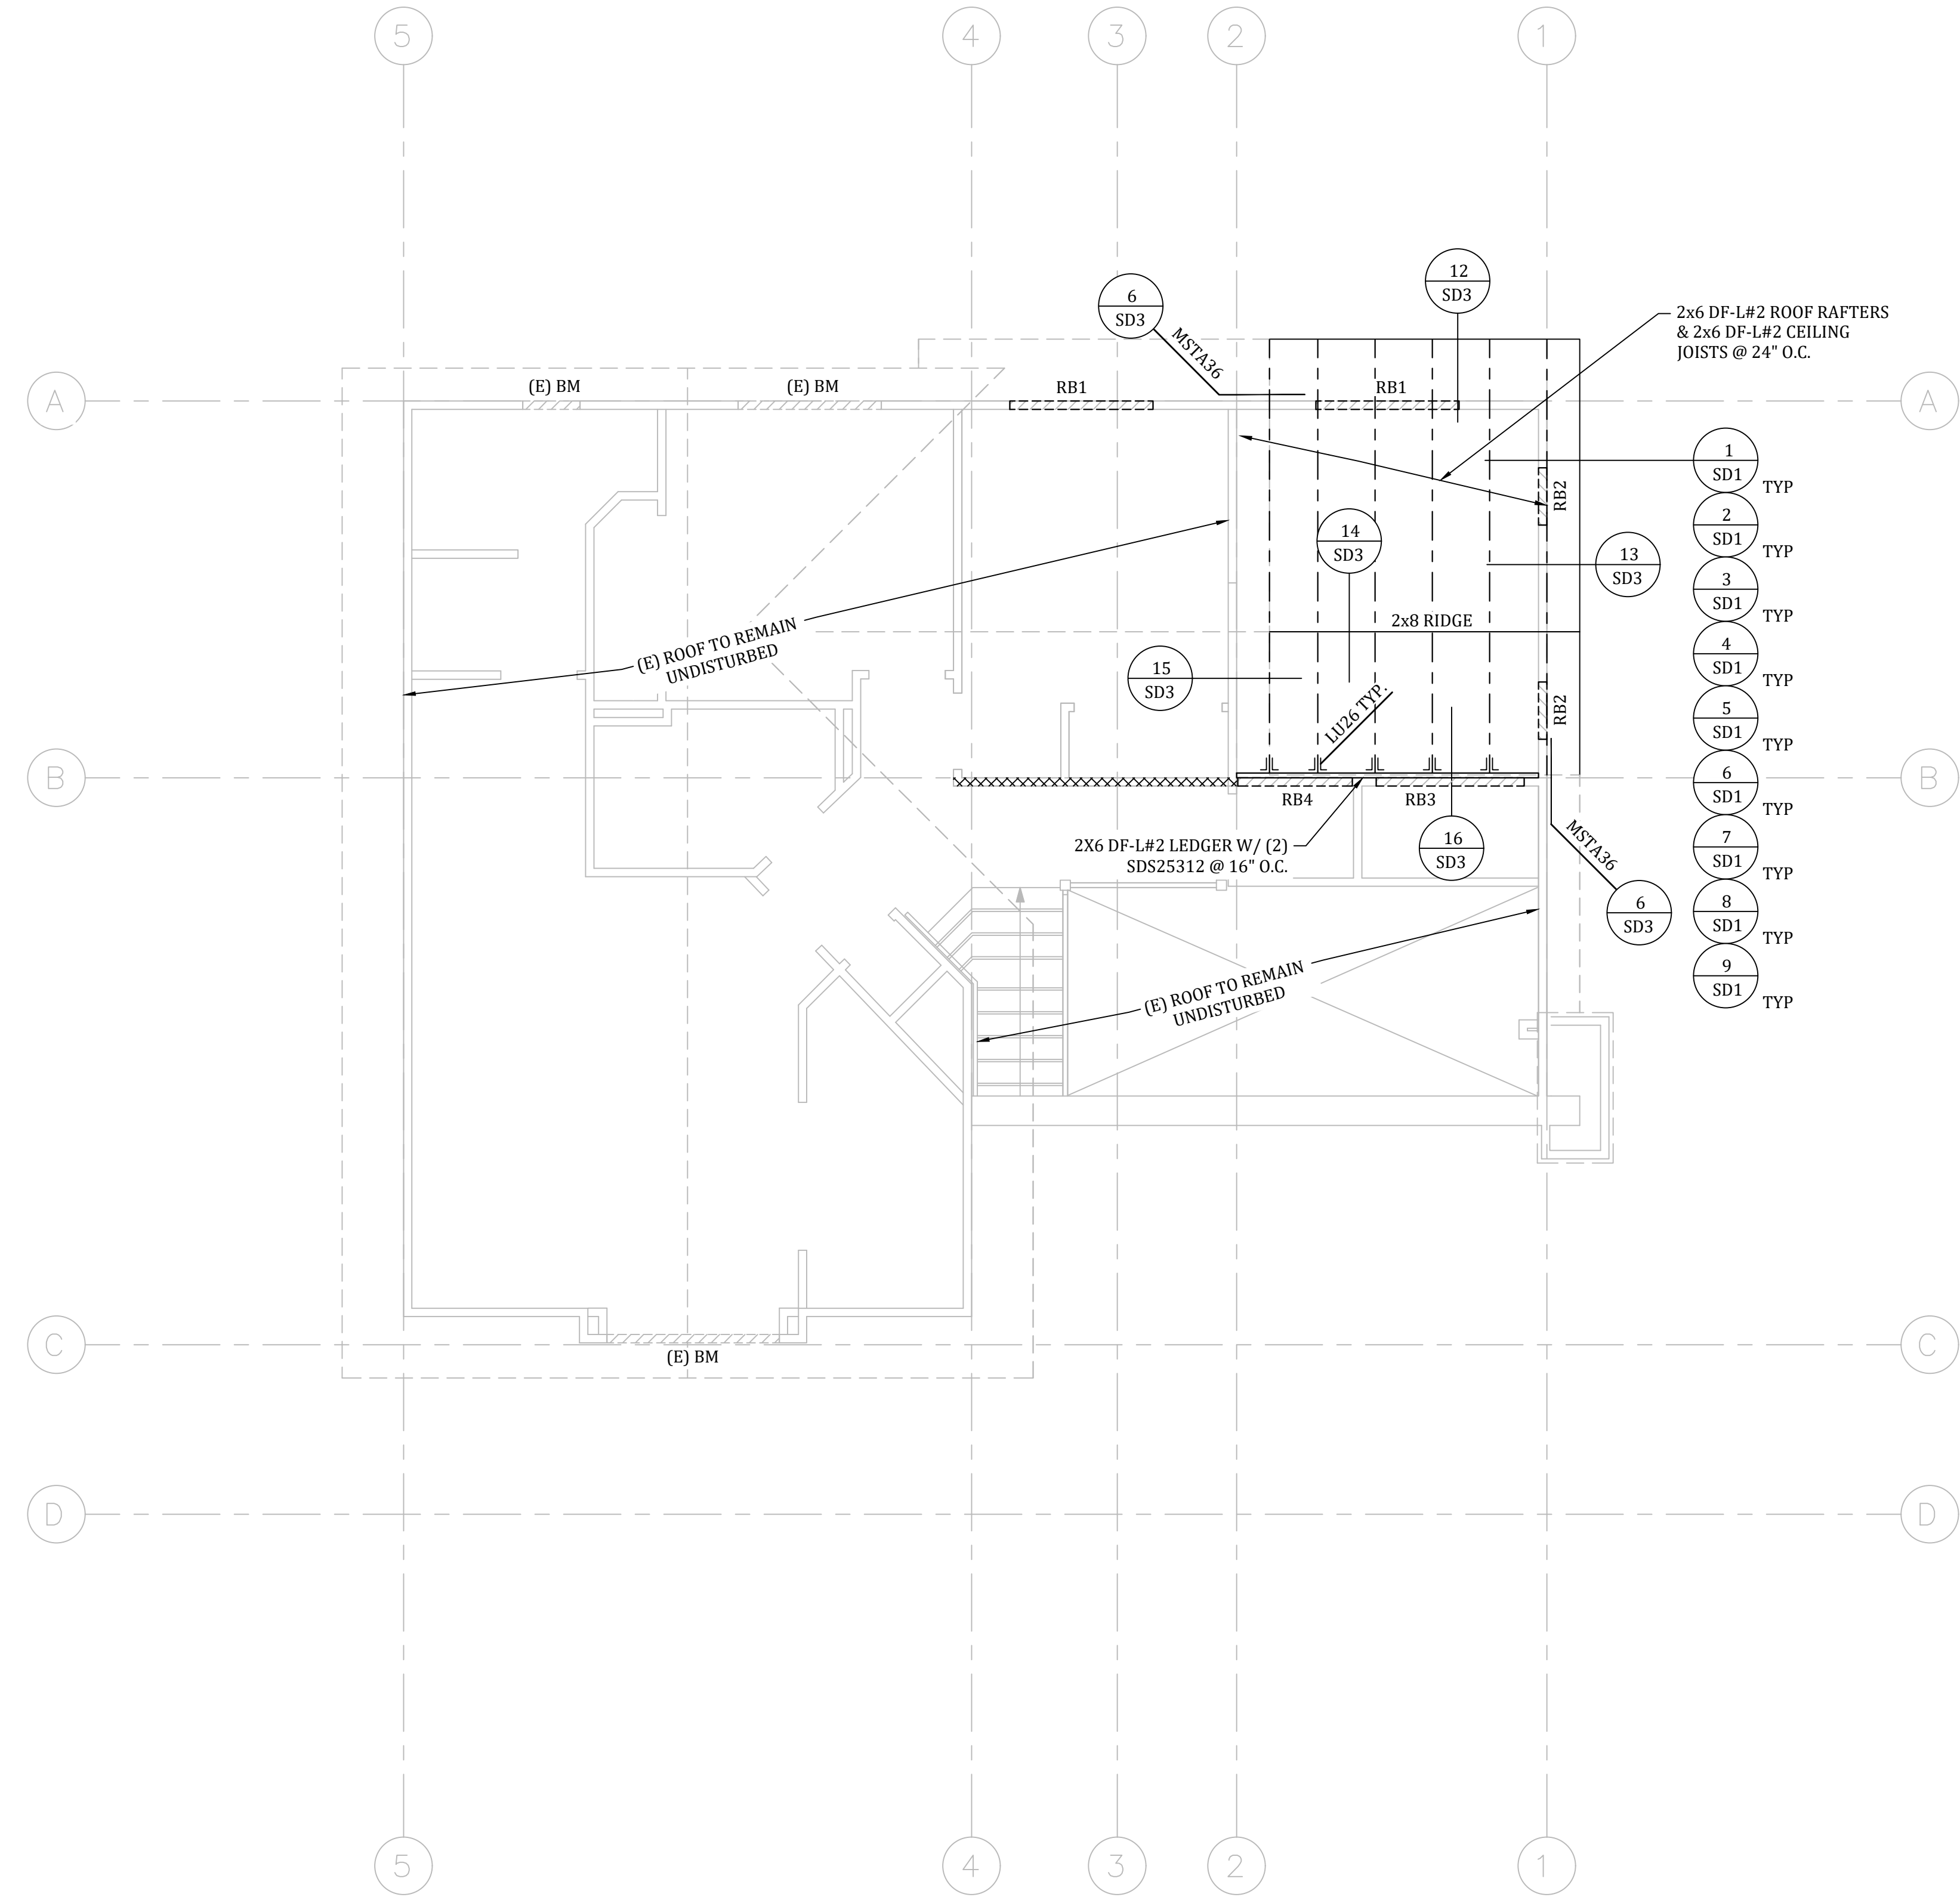 5
4
3
2
1
12
SD3
6
SD3
MSTA36
2x6 DF-L#2 ROOF RAFTERS
& 2x6 DF-L#2 CEILING
JOISTS @ 24" O.C.
(E) BM
(E) BM
RB1
RB1
A
A
1
SD1
TYP
RB2
2
SD1
TYP
14
SD3
13
SD3
3
SD1
TYP
(E) ROOF TO REMAIN
UNDISTURBED
2x8 RIDGE
4
SD1
TYP
15
SD3
LU26 TYP.
RB2
5
SD1
TYP
B
B
6
SD1
TYP
RB4
RB3
2X6 DF-L#2 LEDGER W/ (2)
SDS25312 @ 16" O.C.
16
SD3
MSTA36
7
SD1
TYP
6
SD3
8
SD1
TYP
(E) ROOF TO REMAIN
UNDISTURBED
9
SD1
TYP
C
C
(E) BM
D
D
5
4
3
2
1